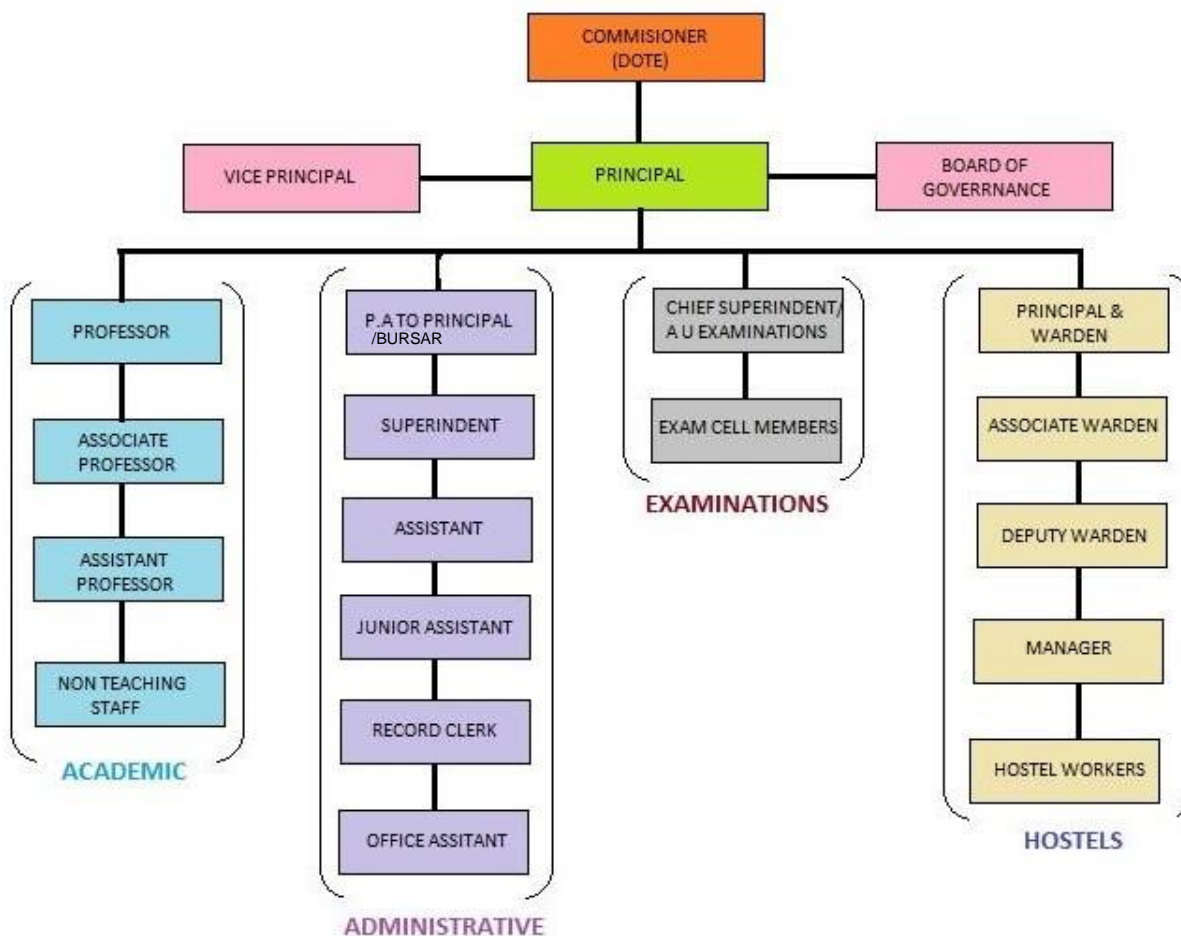 COMMISIONER
(DOTE)
VICE PRINCIPAL
PRINCIPAL
BOARD OF
GOVERRNANCE
PROFESSOR
ASSOCIATE
PROFESSOR
ASSISTANT
PROFESSOR
NON TEACHING
STAFF
ACADEMIC
P.A TO PRINCIPAL
/BURSAR
SUPERINDENT
ASSISTANT
JUNIOR ASSISTANT
RECORD CLERK
OFFICE ASSITANT
ADMINISTRATIVE
CHIEF SUPERINDENT/
A U EXAMINATIONS
EXAM CELL MEMBERS
EXAMINATIONS
PRINCIPAL &
WARDEN
ASSOCIATE WARDEN
DEPUTY WARDEN
MANAGER
HOSTEL WORKERS
HOSTELS